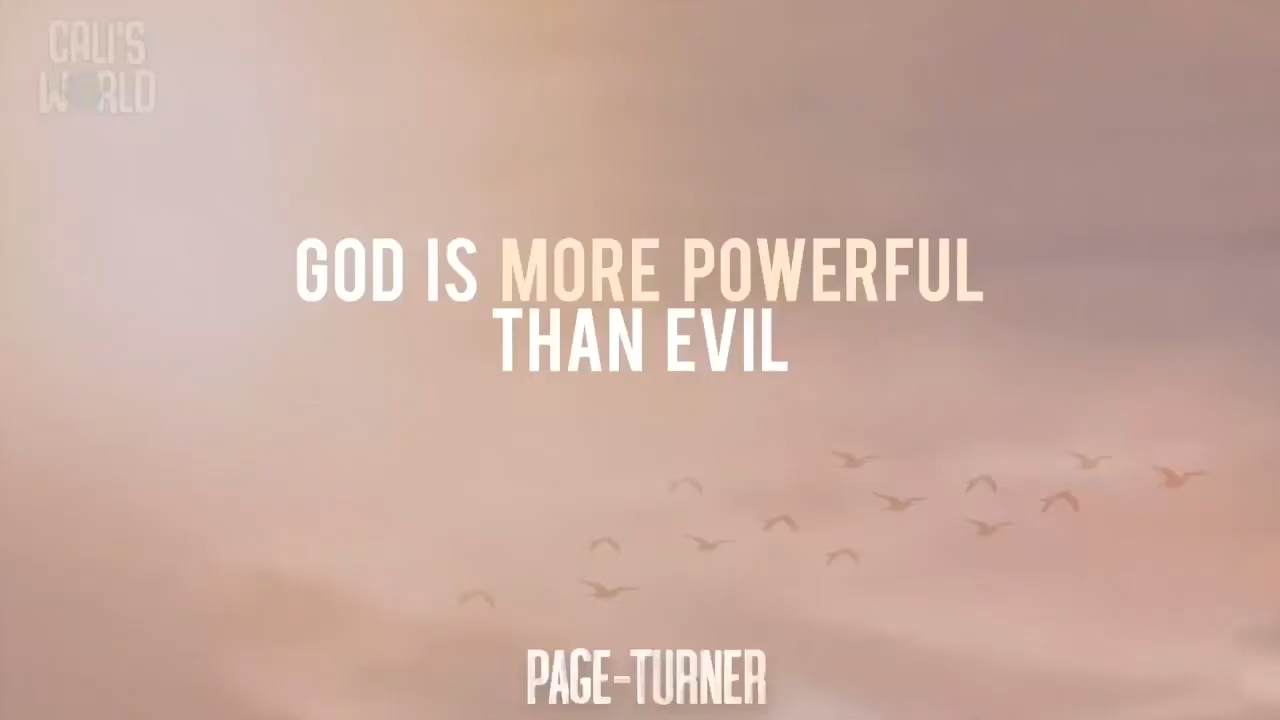 CALI'S
WORLD
GOD IS MORE POWERFUL
THAN EVIL
PAGE-TURNER